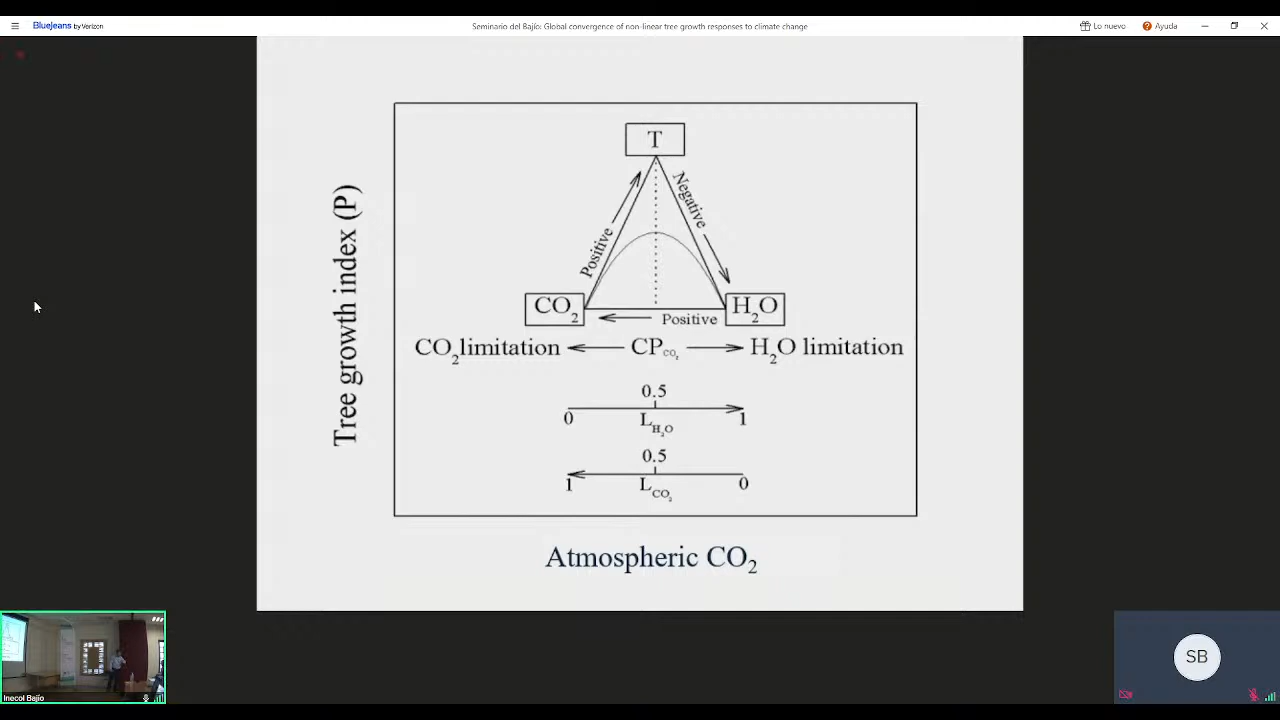 BlueJeans by Verizon
Seminario del Bajío: Global convergence of non-linear tree growth responses to climate change
Lo nuevo
Ayuda
Tree growth index (P)
T
Positive
Negative
CO2
H2O
Positive
CO2limitation
CPCO2
H2O limitation
0.5
0
LH2O
1
0.5
1
LCO2
0
Atmospheric CO2
Inecol Bajío
SB